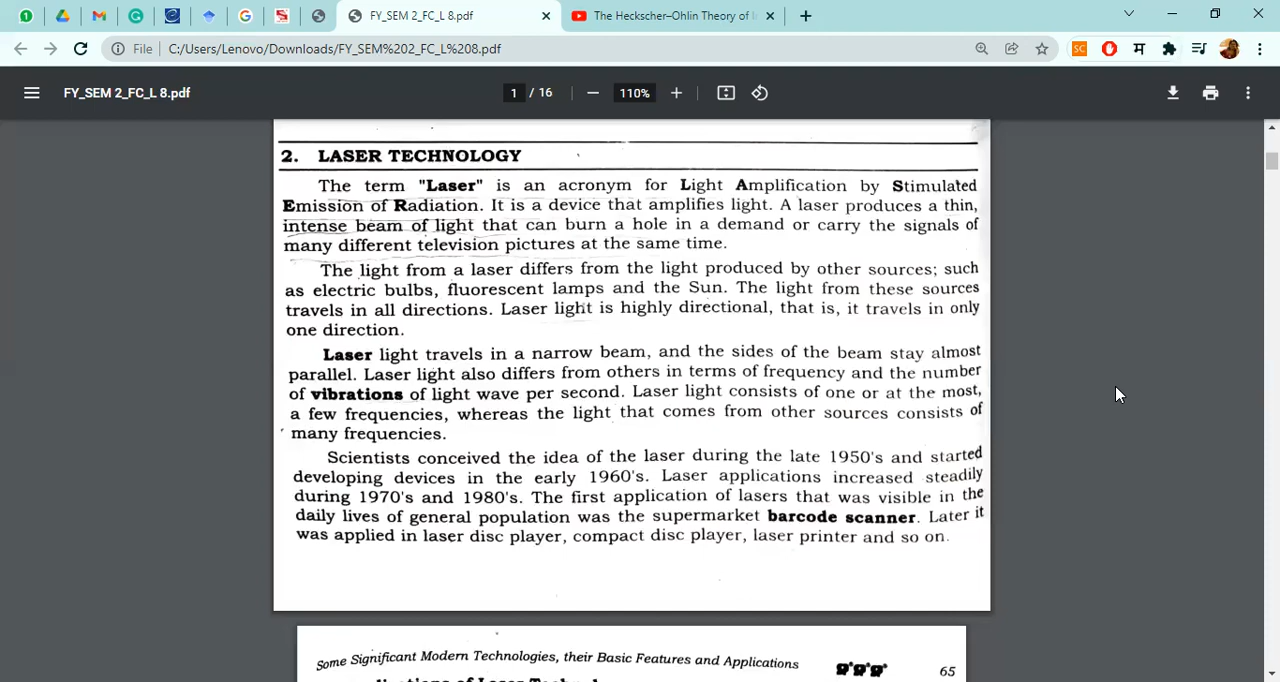 FY_SEM 2_FC_L 8.pdf
The Heckscher–Ohlin Theory of I
File
C:/Users/Lenovo/Downloads/FY_SEM%202_FC_L%208.pdf
SC
FY_SEM 2_FC_L 8.pdf
1 / 16
110%
2. LASER TECHNOLOGY
The term "Laser" is an acronym for Light Amplification by Stimulated
Emission of Radiation. It is a device that amplifies light. A laser produces a thin,
intense beam of light that can burn a hole in a demand or carry the signals of
many different television pictures at the same time.
The light from a laser differs from the light produced by other sources; such
as electric bulbs, fluorescent lamps and the Sun. The light from these sources
travels in all directions. Laser light is highly directional, that is, it travels in only
one direction.
Laser light travels in a narrow beam, and the sides of the beam stay almost
parallel. Laser light also differs from others in terms of frequency and the number
of vibrations of light wave per second. Laser light consists of one or at the most,
a few frequencies, whereas the light that comes from other sources consists of
many frequencies.
Scientists conceived the idea of the laser during the late 1950's and started
developing devices in the early 1960's. Laser applications increased steadily
during 1970's and 1980's. The first application of lasers that was visible in the
daily lives of general population was the supermarket barcode scanner. Later it
was applied in laser disc player, compact disc player, laser printer and so on.
Some Significant Modern Technologies, their Basic Features and Applications
65